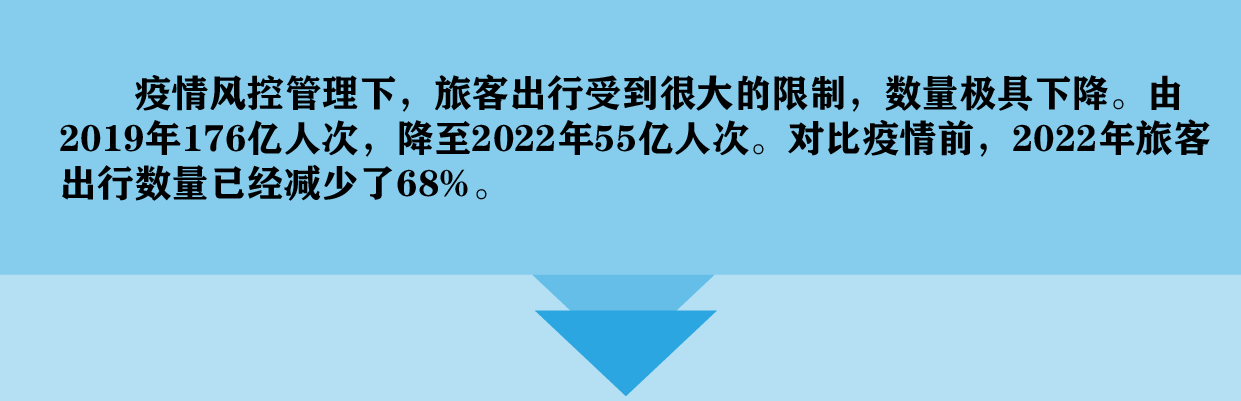 疫情风控管理下，旅客出行受到很大的限制，数量极具下降。由
2019年176亿人次，降至2022年55亿人次。对比疫情前，2022年旅客
出行数量已经减少了68%。